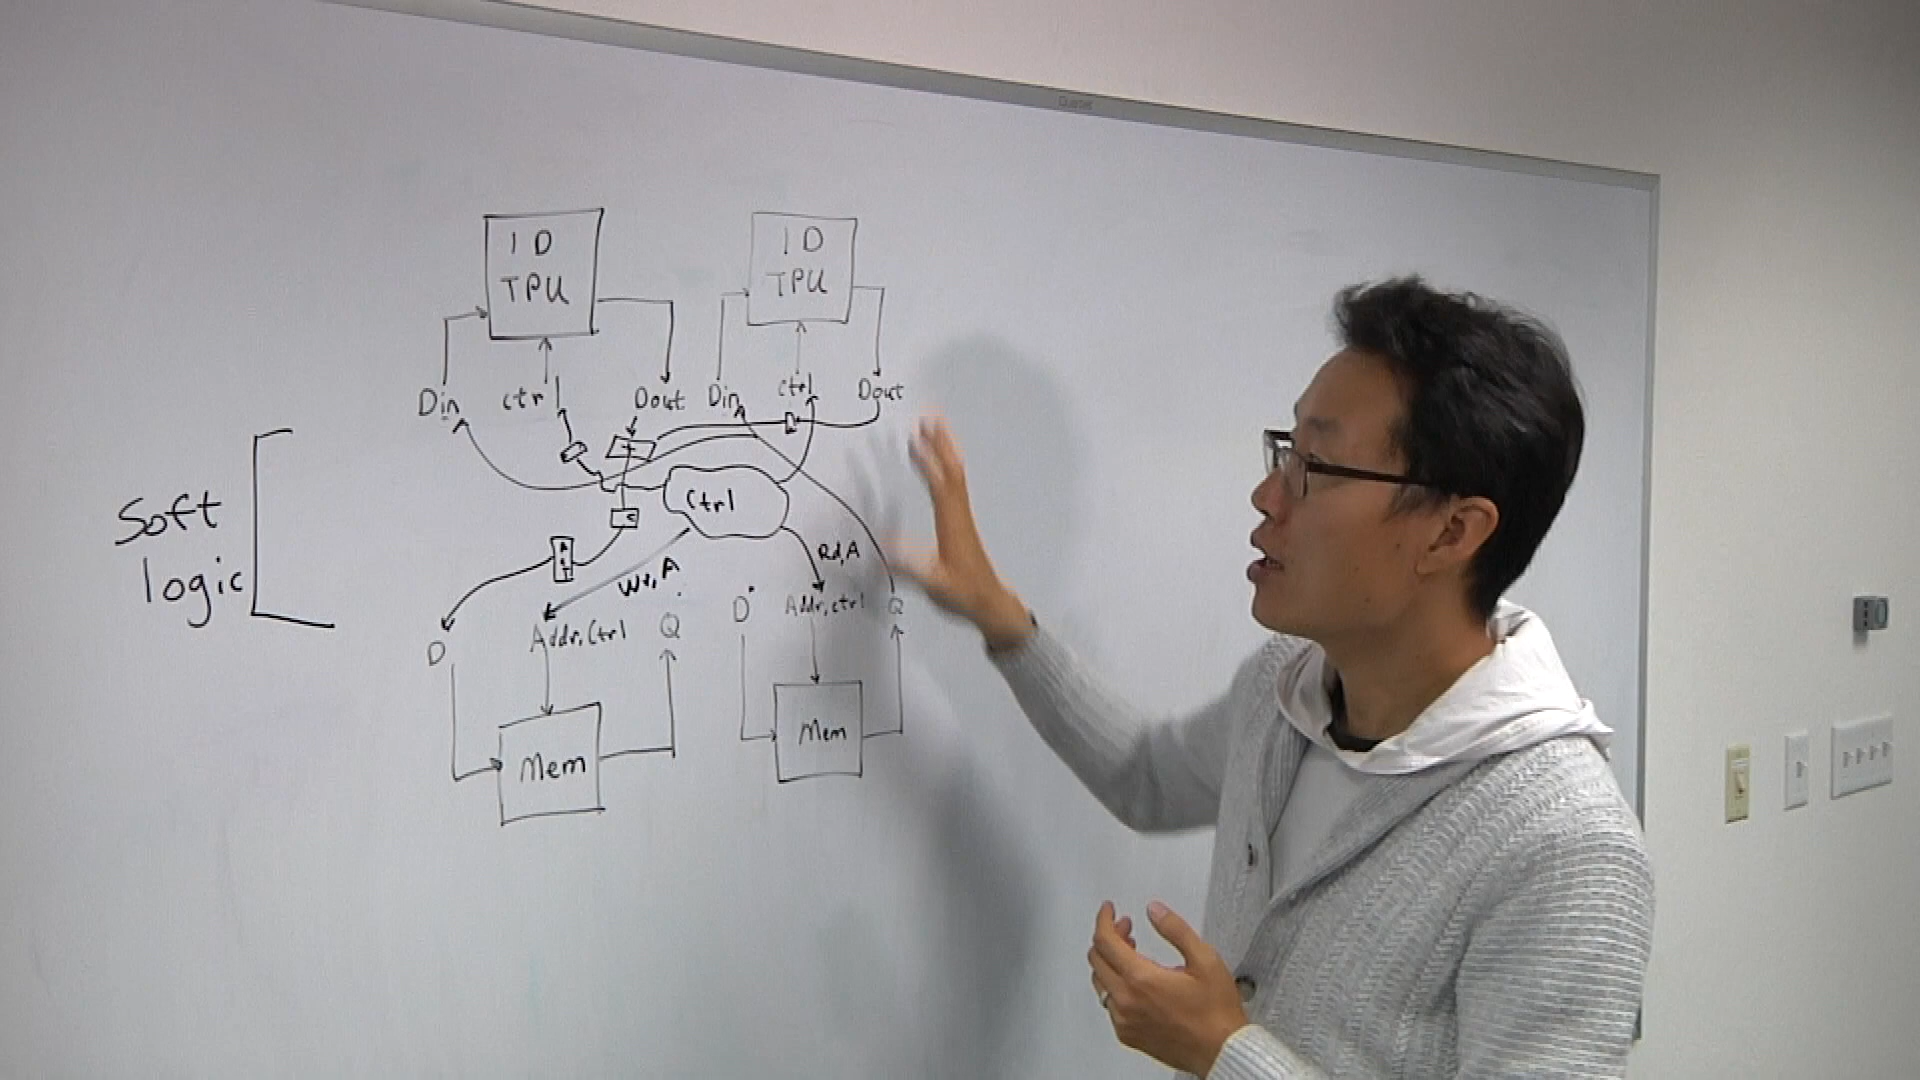 1D
TPU
1D
TPU
Din
ctrl
Dout
Din
ctrl
Dout
Soft
logic
+
Ctrl
Wr, A
Rd, A
D
Addr, Ctrl
Q
D
Addr, ctrl
Q
Mem
Mem
Quartet